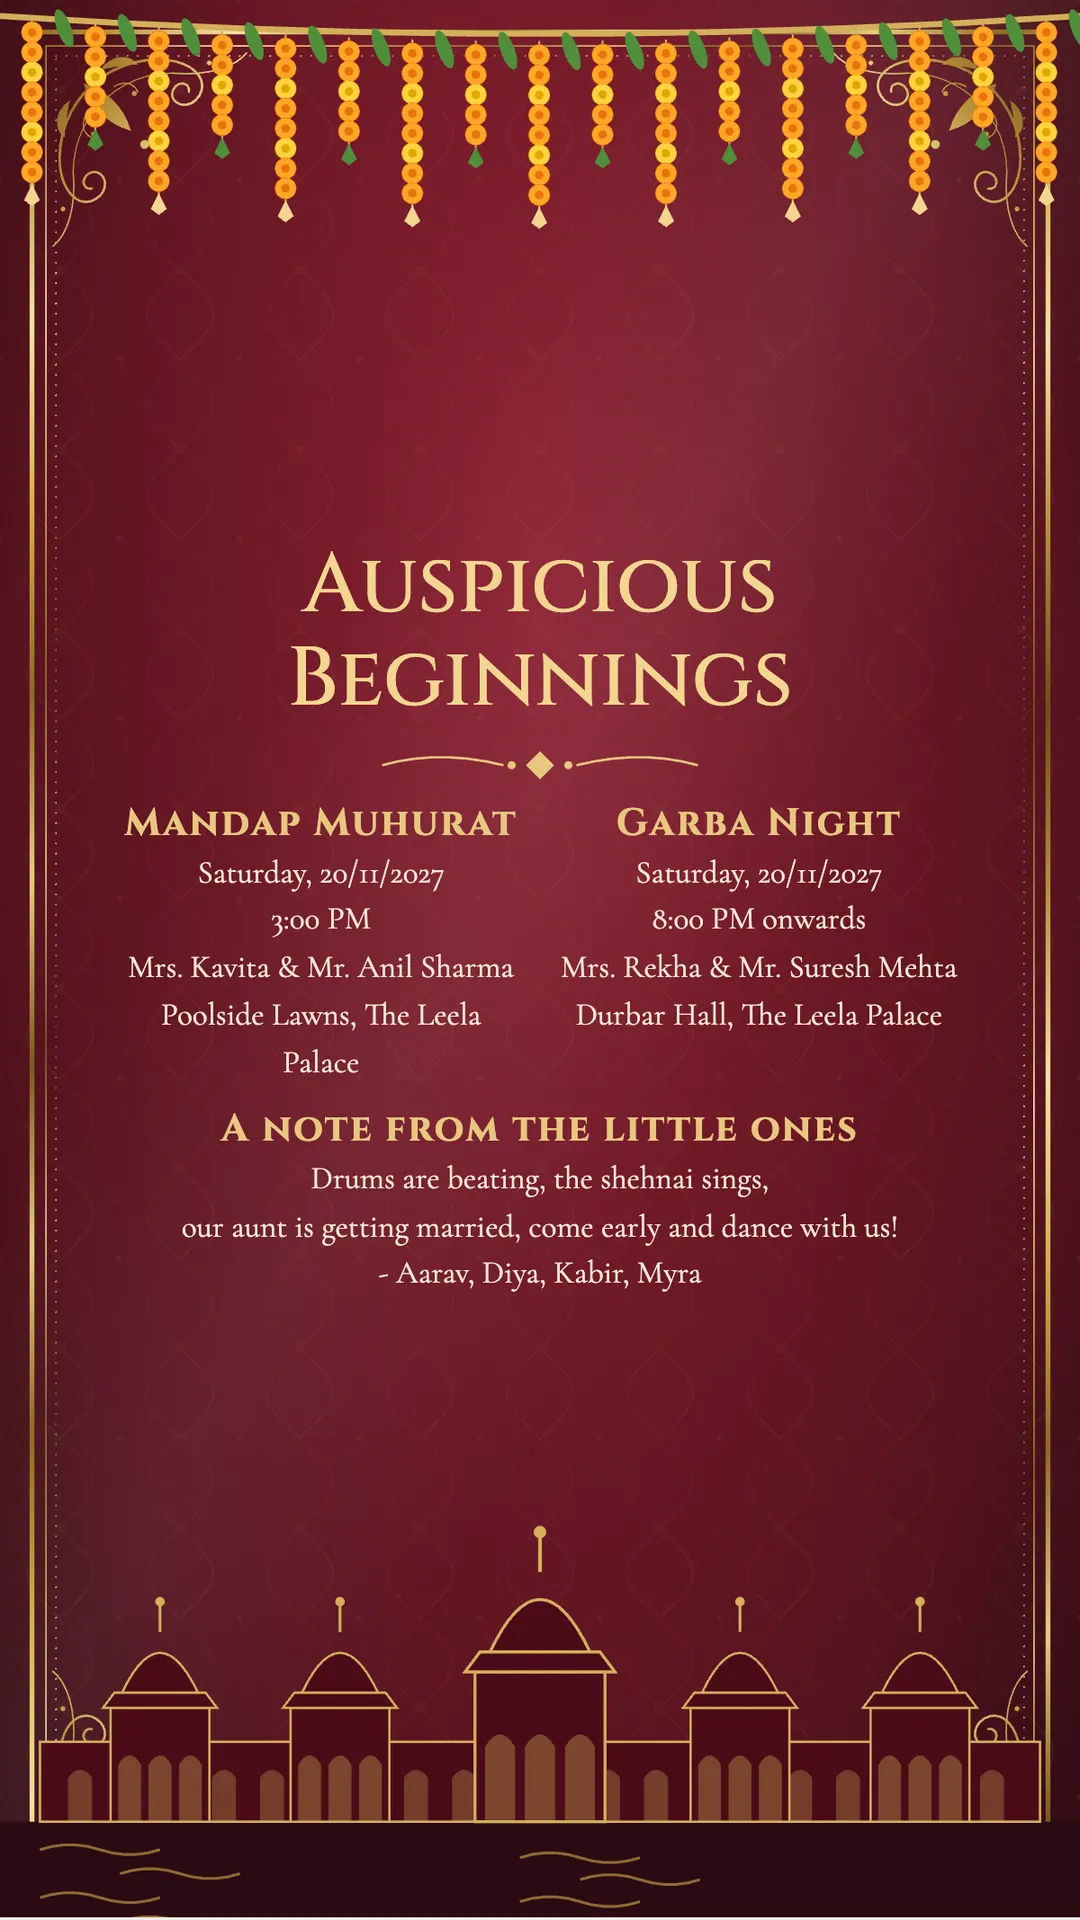 Auspicious
Beginnings
Mandap Muhurat
Saturday, 20/11/2027
3:00 PM
Mrs. Kavita & Mr. Anil Sharma
Poolside Lawns, The Leela
Palace
Garba Night
Saturday, 20/11/2027
8:00 PM onwards
Mrs. Rekha & Mr. Suresh Mehta
Durbar Hall, The Leela Palace
A note from the little ones
Drums are beating, the shehnai sings,
our aunt is getting married, come early and dance with us!
- Aarav, Diya, Kabir, Myra